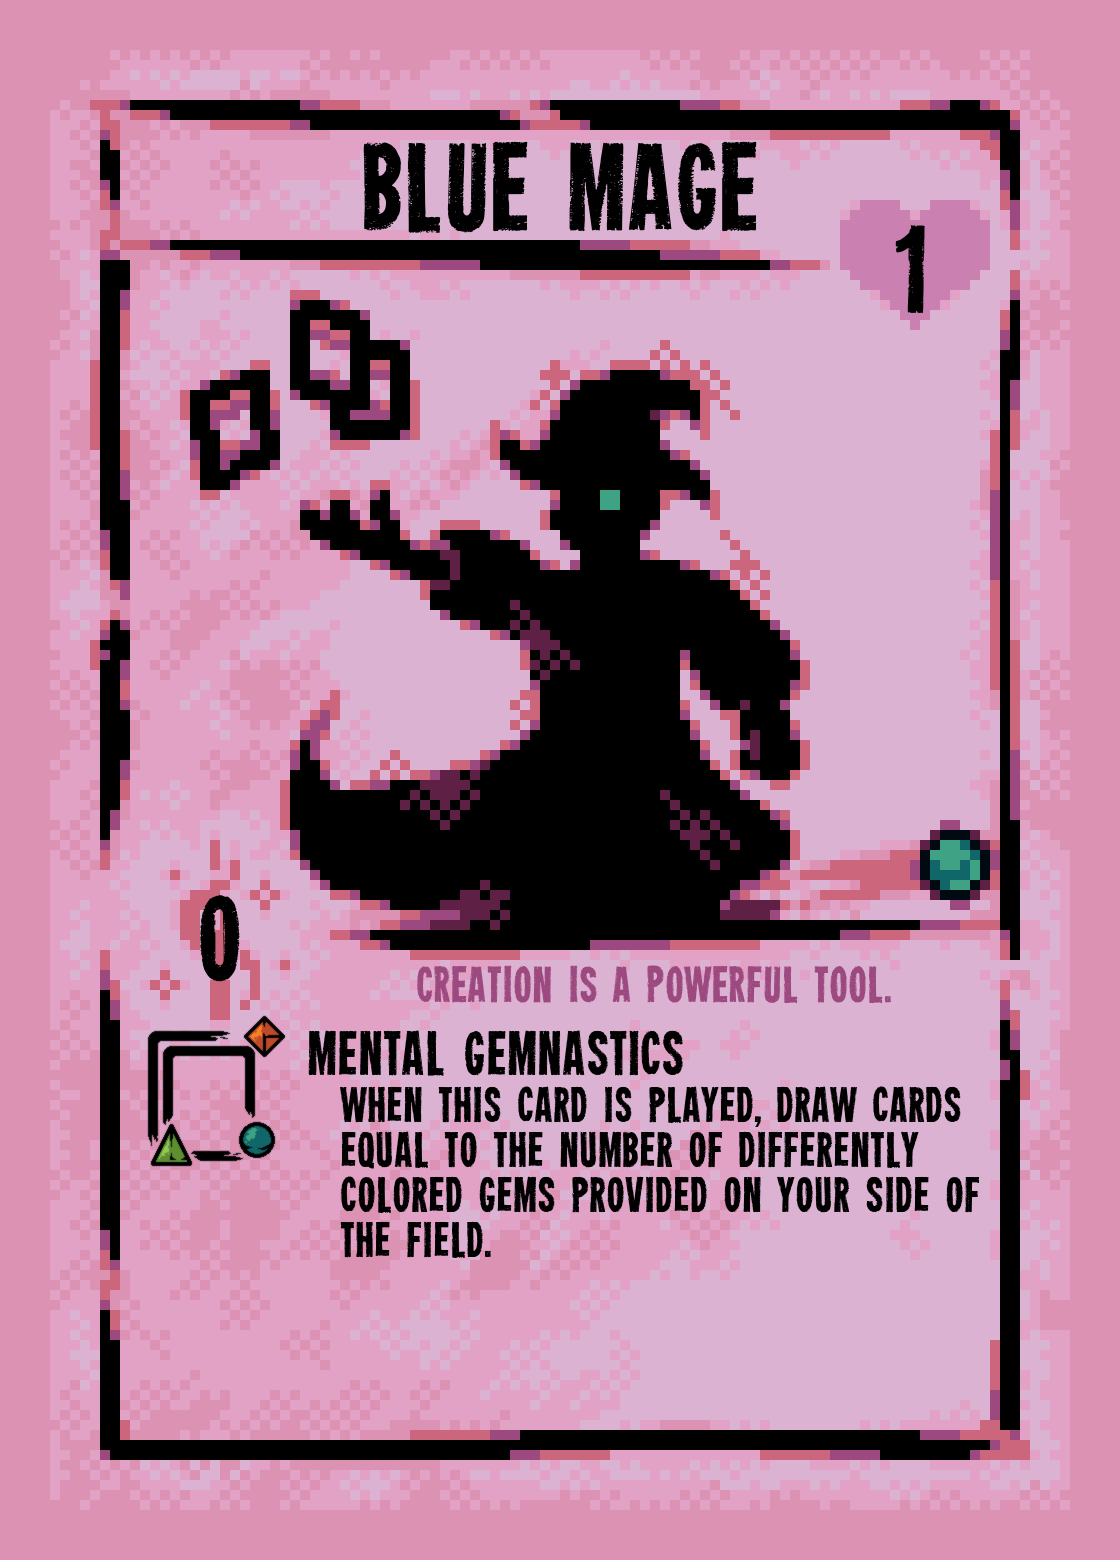 BLUE MAGE
1
0
CREATION IS A POWERFUL TOOL.
MENTAL GEMNASTICS
WHEN THIS CARD IS PLAYED, DRAW CARDS
EQUAL TO THE NUMBER OF DIFFERENTLY
COLORED GEMS PROVIDED ON YOUR SIDE OF
THE FIELD.